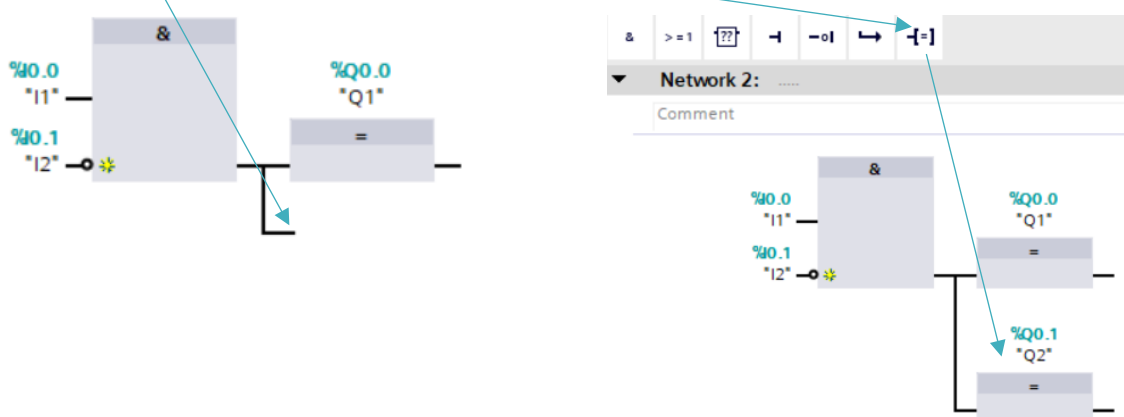 &
%I0.0
"I1"
%I0.1
"I2"
%Q0.0
"Q1"
=
& >=1 ?? -| -o| -[=]
Network 2: .....
Comment
&
%I0.0
"I1"
%I0.1
"I2"
%Q0.0
"Q1"
=
%Q0.1
"Q2"
=